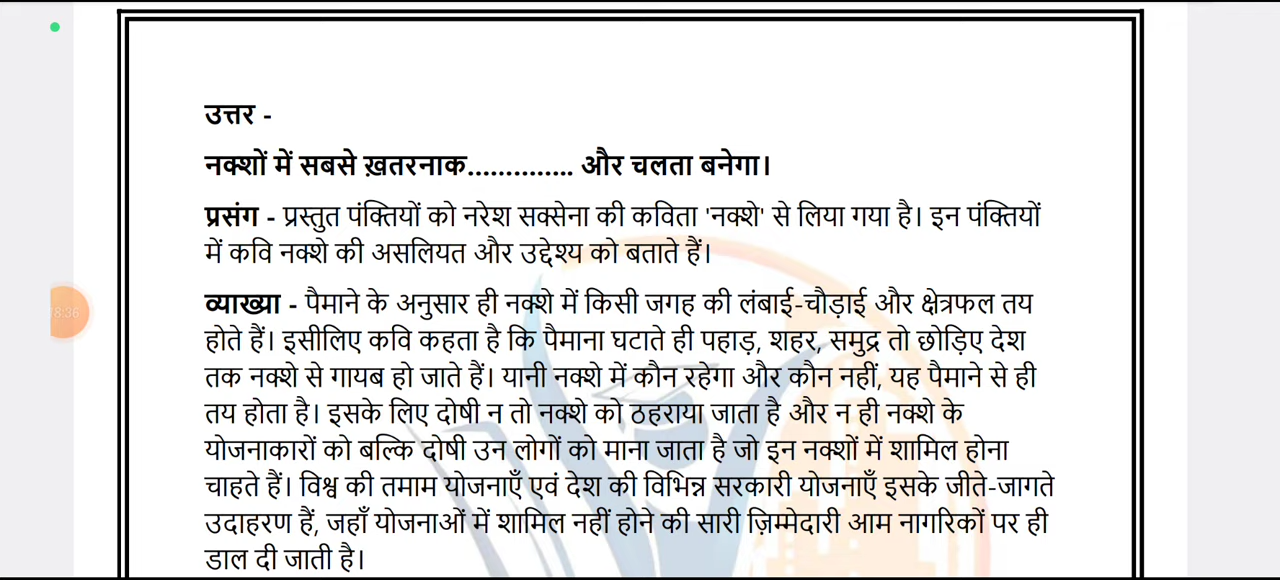 उत्तर -
नक्शों में सबसे ख़तरनाक.............. और चलता बनेगा।
प्रसंग - प्रस्तुत पंक्तियों को नरेश सक्सेना की कविता 'नक्शे' से लिया गया है। इन पंक्तियों
में कवि नक्शे की असलियत और उद्देश्य को बताते हैं।
व्याख्या - पैमाने के अनुसार ही नक्शे में किसी जगह की लंबाई-चौड़ाई और क्षेत्रफल तय
होते हैं। इसीलिए कवि कहता है कि पैमाना घटाते ही पहाड़, शहर, समुद्र तो छोड़िए देश
तक नक्शे से गायब हो जाते हैं। यानी नक्शे में कौन रहेगा और कौन नहीं, यह पैमाने से ही
तय होता है। इसके लिए दोषी न तो नक्शे को ठहराया जाता है और न ही नक्शे के
योजनाकारों को बल्कि दोषी उन लोगों को माना जाता है जो इन नक्शों में शामिल होना
चाहते हैं। विश्व की तमाम योजनाएँ एवं देश की विभिन्न सरकारी योजनाएँ इसके जीते-जागते
उदाहरण हैं, जहाँ योजनाओं में शामिल नहीं होने की सारी ज़िम्मेदारी आम नागरिकों पर ही
डाल दी जाती है।